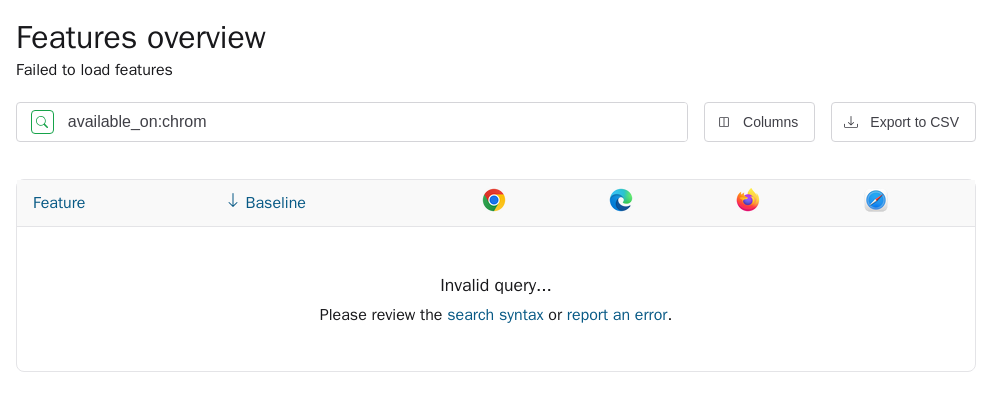 Features overview
Failed to load features
available_on:chrom
Columns
Export to CSV
Feature
Baseline
Invalid query...
Please review the search syntax or report an error.